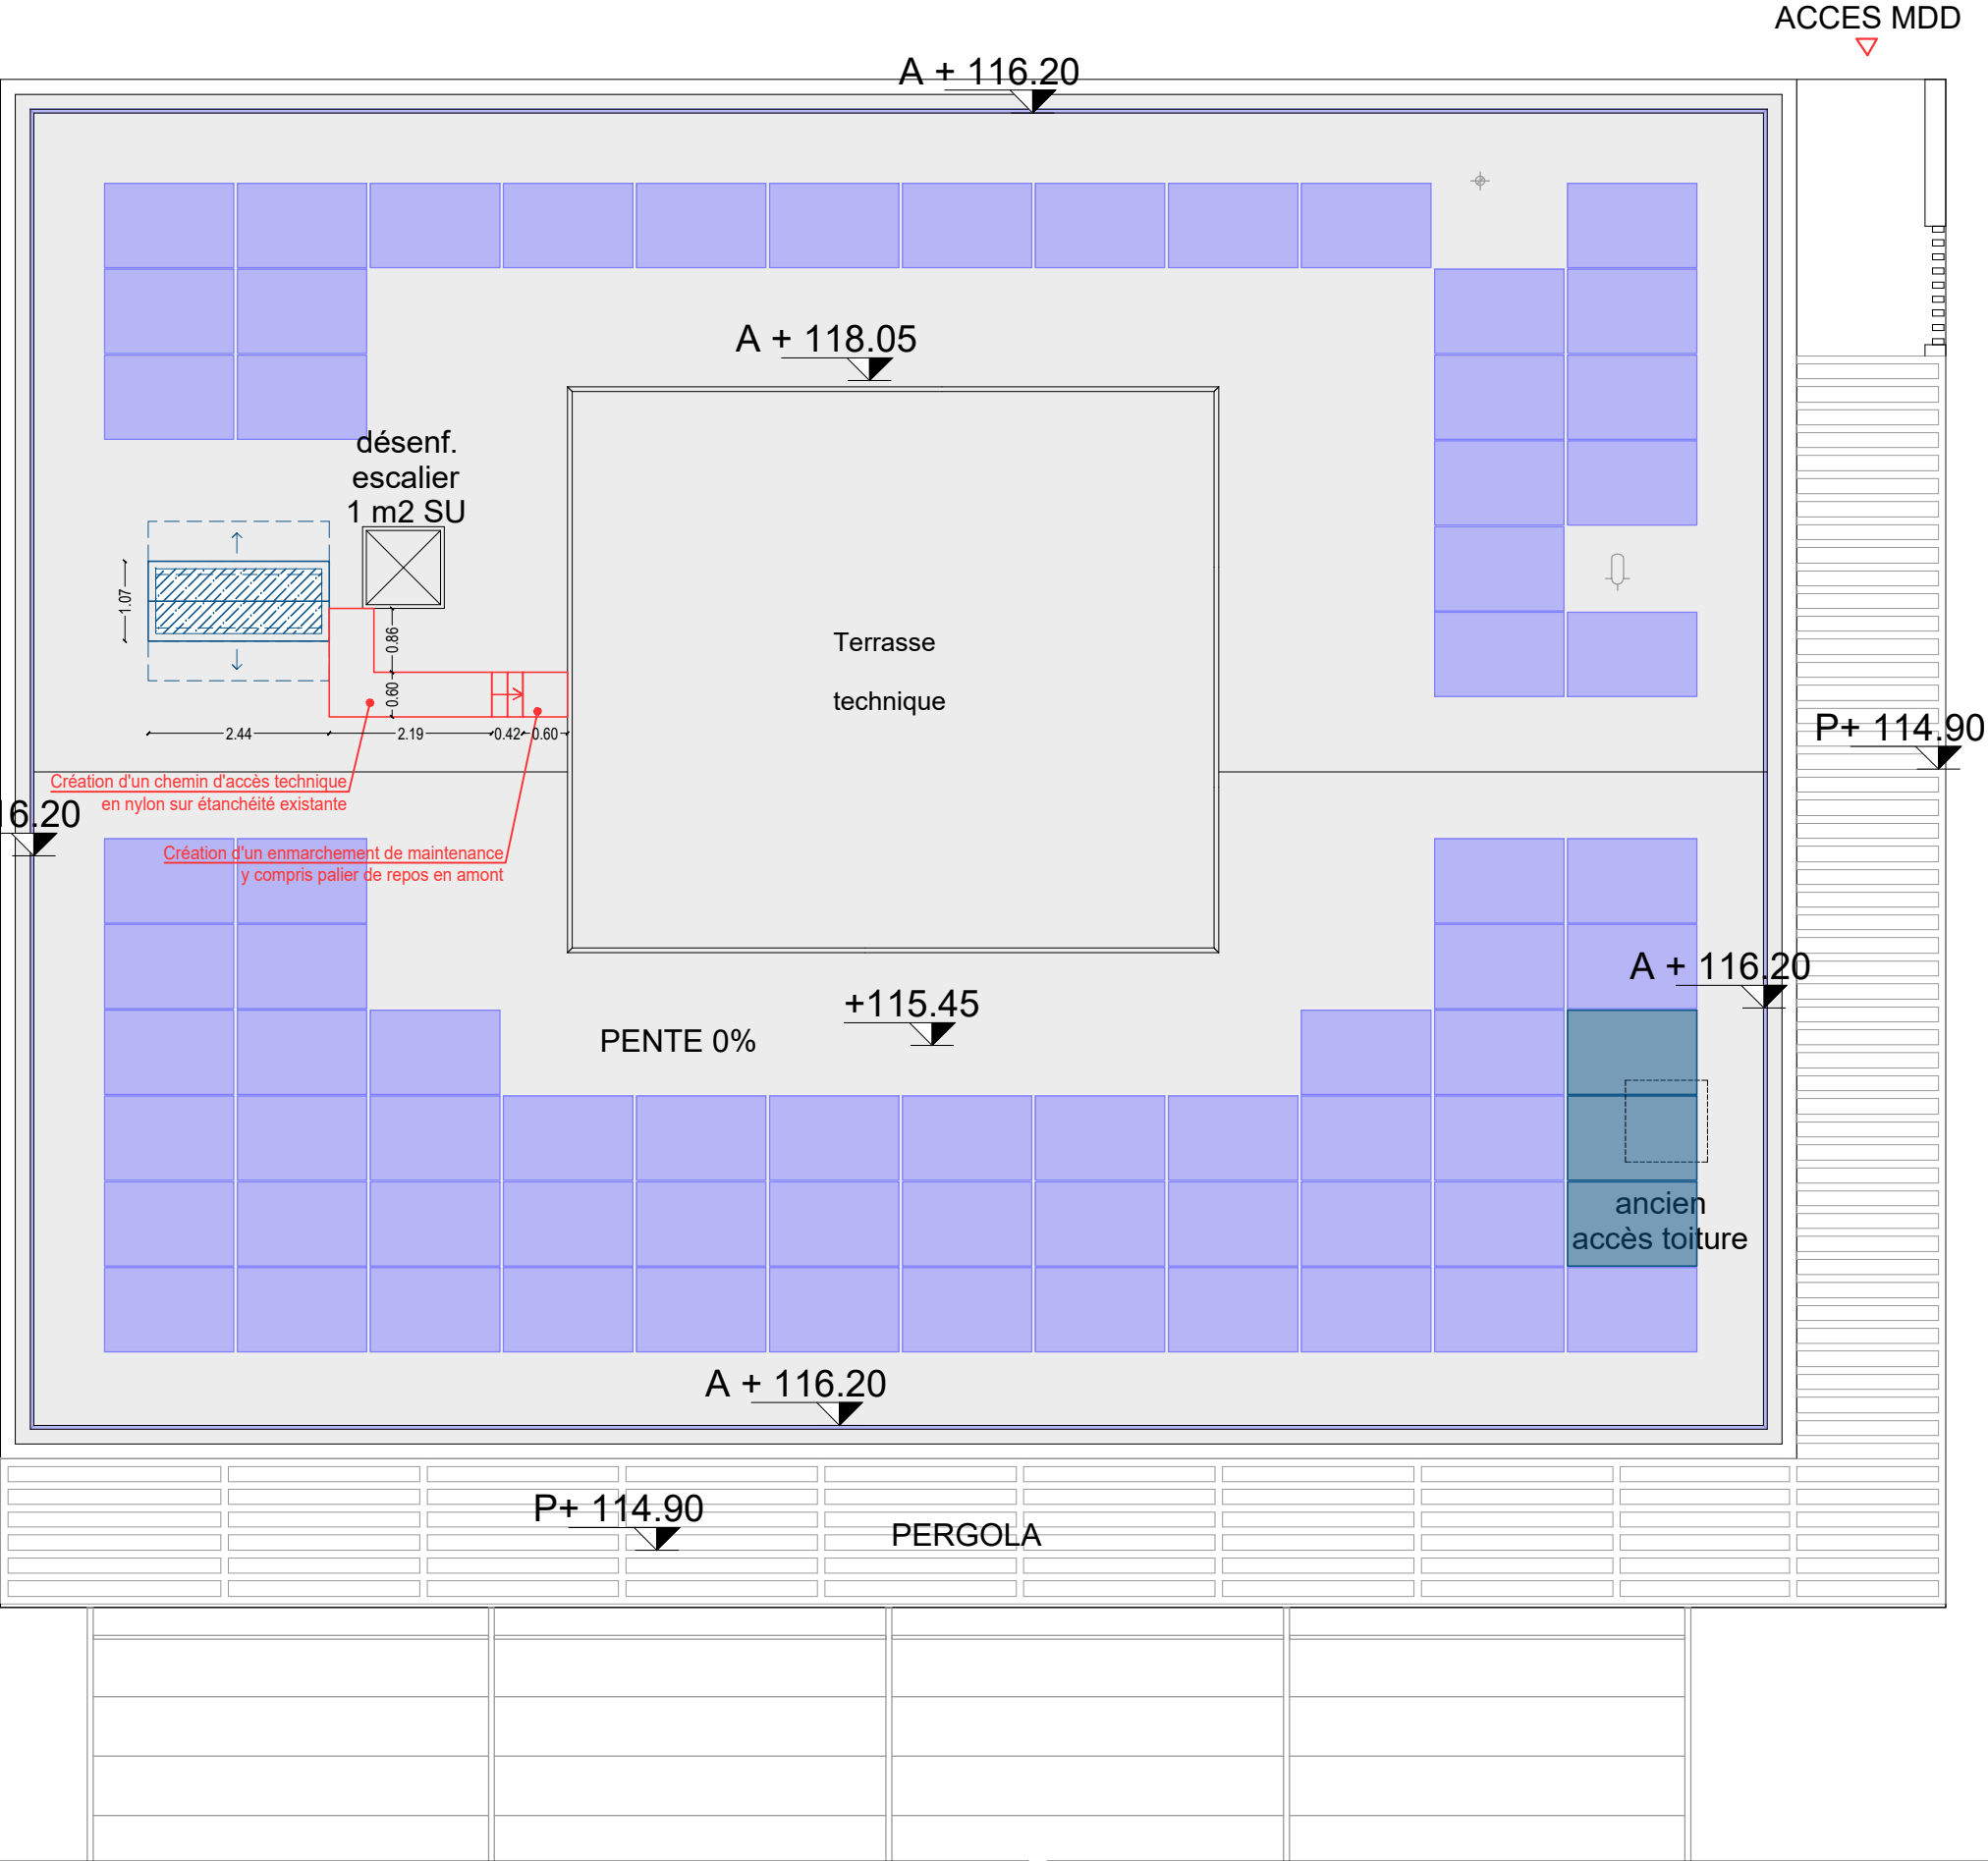 ACCES MDD
A + 116.20
A + 118.05
désenf.
escalier
1 m2 SU
1.07
0.86
0.60
2.44
2.19
0.42
0.60
Terrasse
technique
P+ 114.90
Création d'un chemin d'accès technique
en nylon sur étanchéité existante
6.20
Création d'un enmarchement de maintenance
y compris palier de repos en amont
A + 116.20
+115.45
PENTE 0%
ancien
accès toiture
A + 116.20
P+ 114.90
PERGOLA